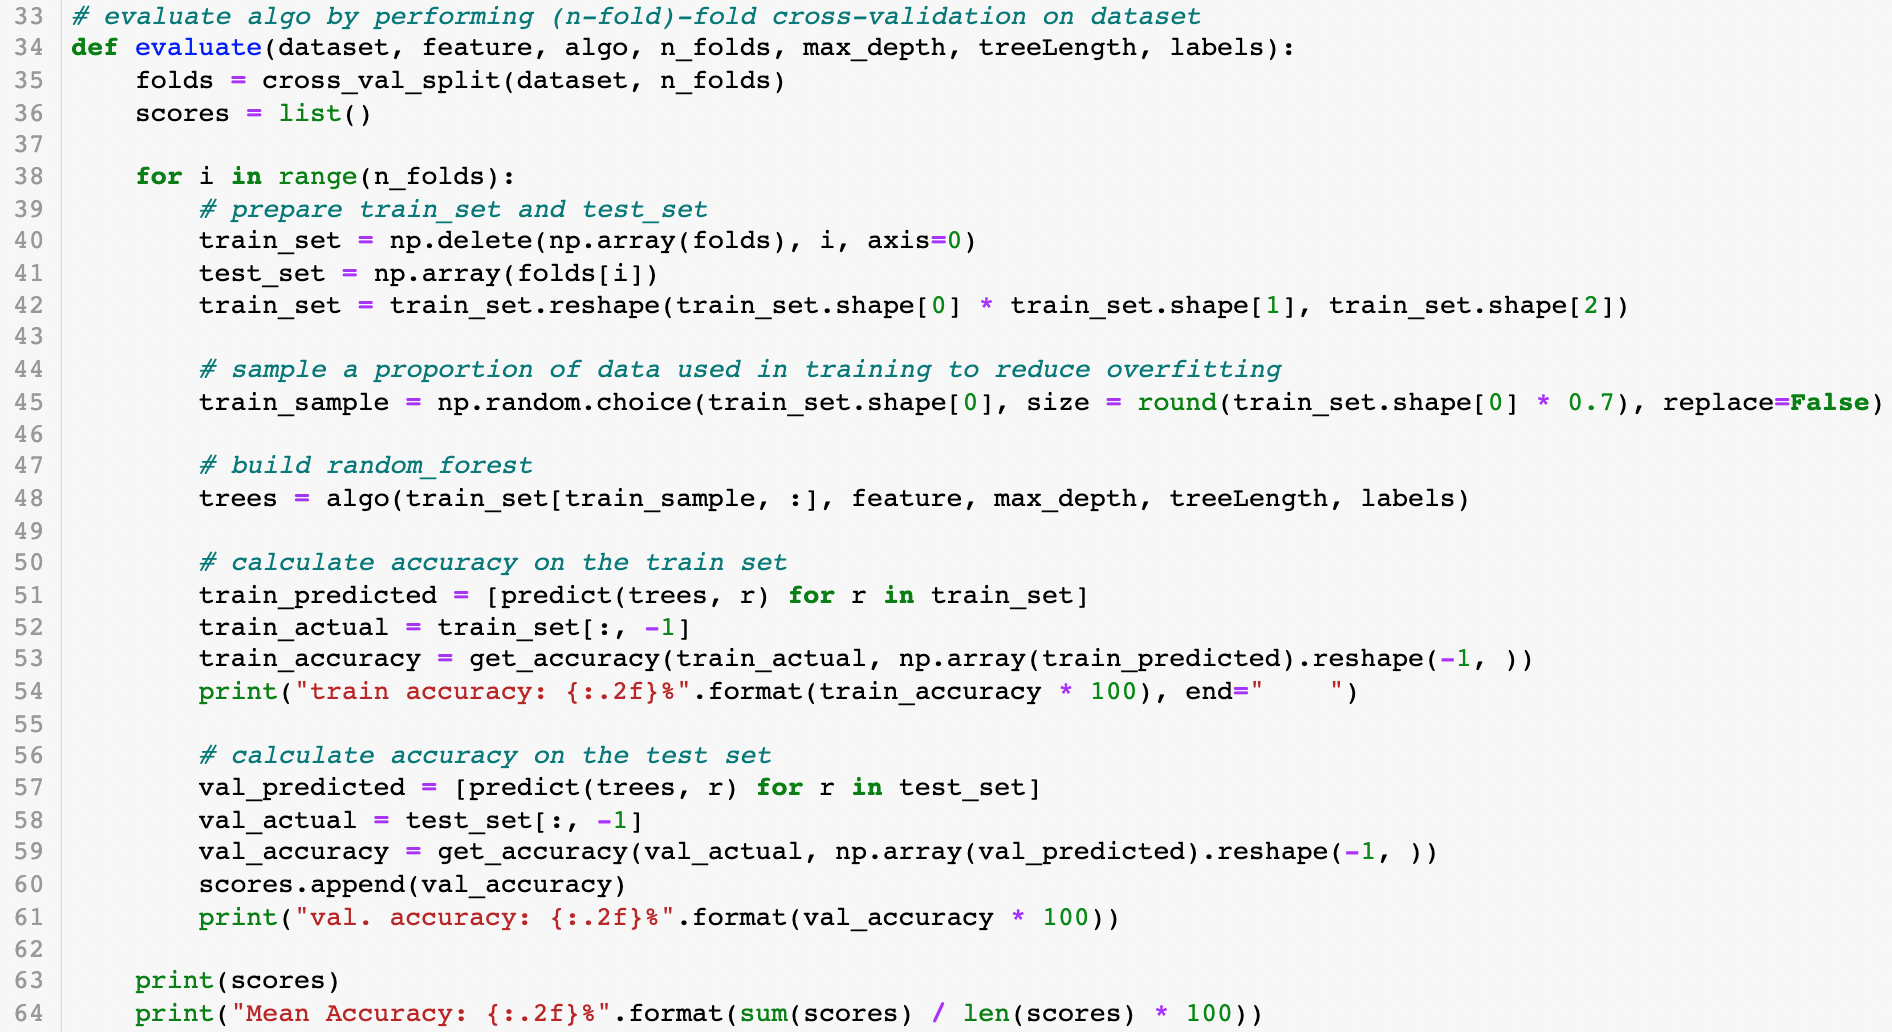 33 # evaluate algo by performing (n-fold)-fold cross-validation on dataset
34 def evaluate(dataset, feature, algo, n_folds, max_depth, treeLength, labels):
35     folds = cross_val_split(dataset, n_folds)
36     scores = list()
37
38     for i in range(n_folds):
39         # prepare train_set and test_set
40         train_set = np.delete(np.array(folds), i, axis=0)
41         test_set = np.array(folds[i])
42         train_set = train_set.reshape(train_set.shape[0] * train_set.shape[1], train_set.shape[2])
43
44         # sample a proportion of data used in training to reduce overfitting
45         train_sample = np.random.choice(train_set.shape[0], size = round(train_set.shape[0] * 0.7), replace=False)
46
47         # build random_forest
48         trees = algo(train_set[train_sample, :], feature, max_depth, treeLength, labels)
49
50         # calculate accuracy on the train set
51         train_predicted = [predict(trees, r) for r in train_set]
52         train_actual = train_set[:, -1]
53         train_accuracy = get_accuracy(train_actual, np.array(train_predicted).reshape(-1, ))
54         print("train accuracy: {:.2f}%".format(train_accuracy * 100), end="    ")
55
56         # calculate accuracy on the test set
57         val_predicted = [predict(trees, r) for r in test_set]
58         val_actual = test_set[:, -1]
59         val_accuracy = get_accuracy(val_actual, np.array(val_predicted).reshape(-1, ))
60         scores.append(val_accuracy)
61         print("val. accuracy: {:.2f}%".format(val_accuracy * 100))
62
63     print(scores)
64     print("Mean Accuracy: {:.2f}%".format(sum(scores) / len(scores) * 100))